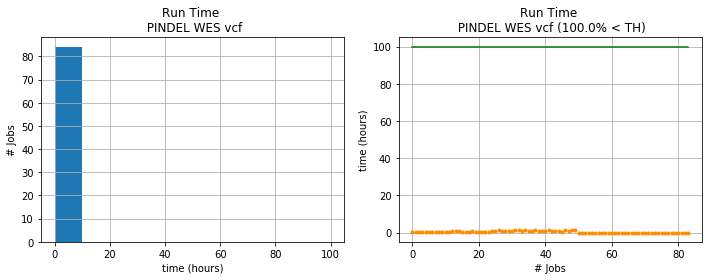 Run Time
PINDEL WES vcf
# Jobs
80
70
60
50
40
30
20
10
0
0 20 40 60 80 100
time (hours)
Run Time
PINDEL WES vcf (100.0% < TH)
time (hours)
100
80
60
40
20
0
0 20 40 60 80
# Jobs